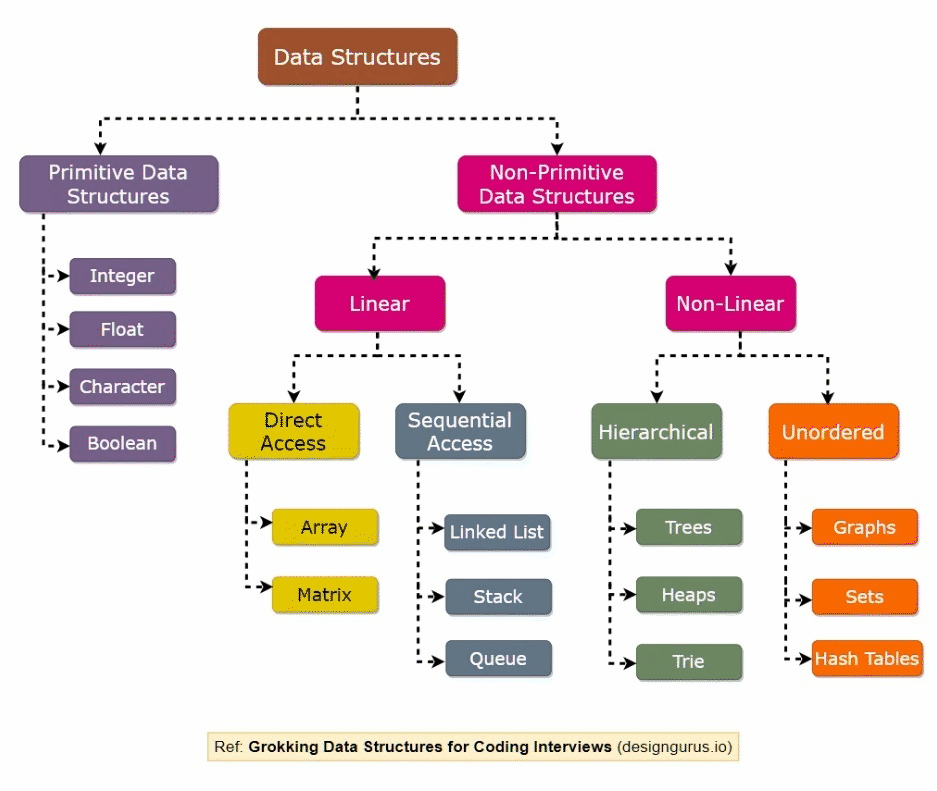 Data Structures
Primitive Data
Structures
Non-Primitive
Data Structures
Integer
Float
Character
Boolean
Linear
Non-Linear
Direct
Access
Sequential
Access
Hierarchical
Unordered
Array
Matrix
Linked List
Stack
Queue
Trees
Heaps
Trie
Graphs
Sets
Hash Tables
Ref: Grokking Data Structures for Coding Interviews (designgurus.io)